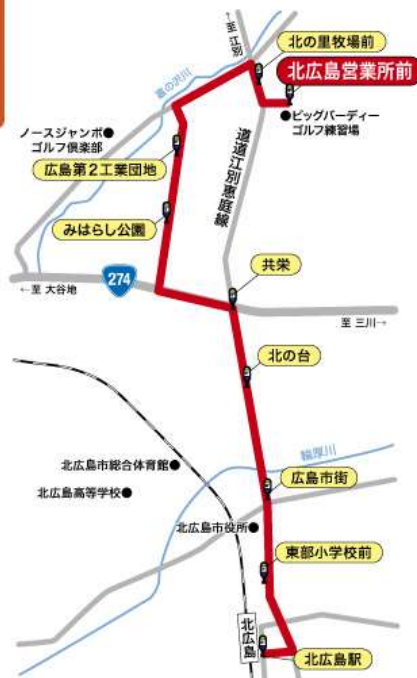 ←至 江別
北の里牧場前
北広島営業所前
裏の沢川
ノースジャンボ●
ゴルフ倶楽部
●ビッグバーディー
ゴルフ練習場
広島第2工業団地
道道江別恵庭線
みはらし公園
共栄
274
←至 大谷地
至 三川→
北の台
輪厚川
北広島市総合体育館●
広島市街
北広島高等学校●
北広島市役所●
東部小学校前
北広島
北広島駅